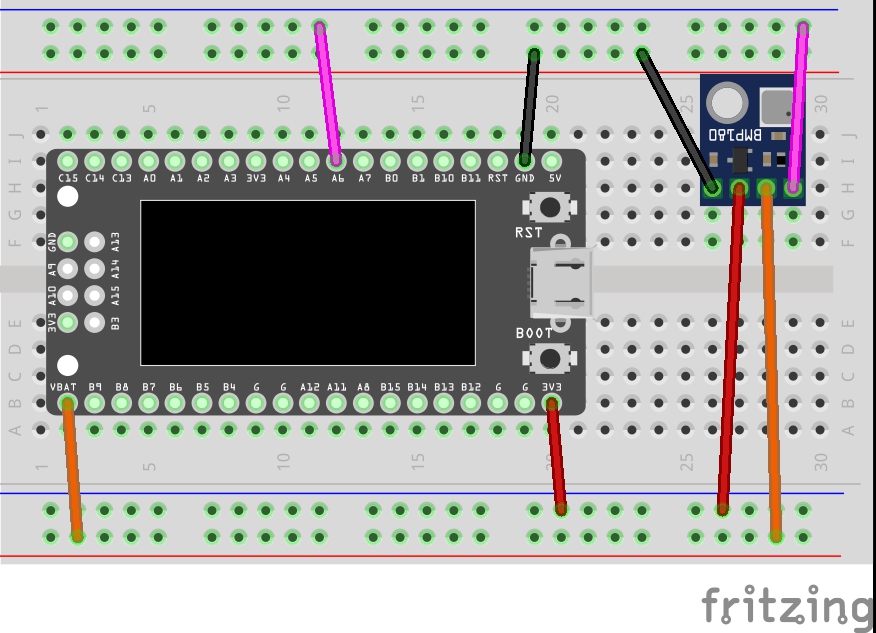 1 5 10 15 20 25 30
J J
I I
H H
G G
F F
C15 C14 C13 A0 A1 A2 A3 3V3 A4 A5 A6 A7 B0 B1 B10 B11 RST GND 5V
BMP180
RST
GND A13
A9 A14
A10 A15
3V3 B3
BOOT
VBAT B9 B8 B7 B6 B5 B4 G G A12 A11 A8 B15 B14 B13 B12 G G 3V3
E E
D D
C C
B B
A A
1 5 10 15 20 25 30
fritzing